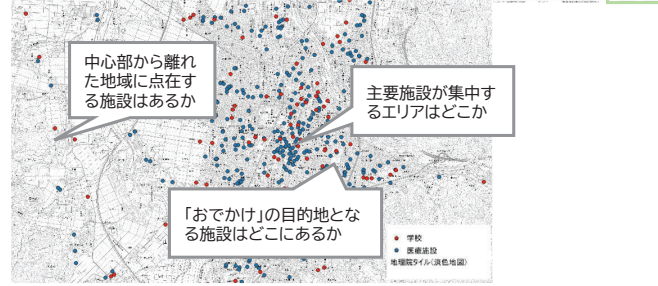 中心部から離れ
た地域に点在す
る施設はあるか
主要施設が集中す
るエリアはどこか
「おでかけ」の目的地とな
る施設はどこにあるか
学校
医療施設
地理院タイル(淡色地図)